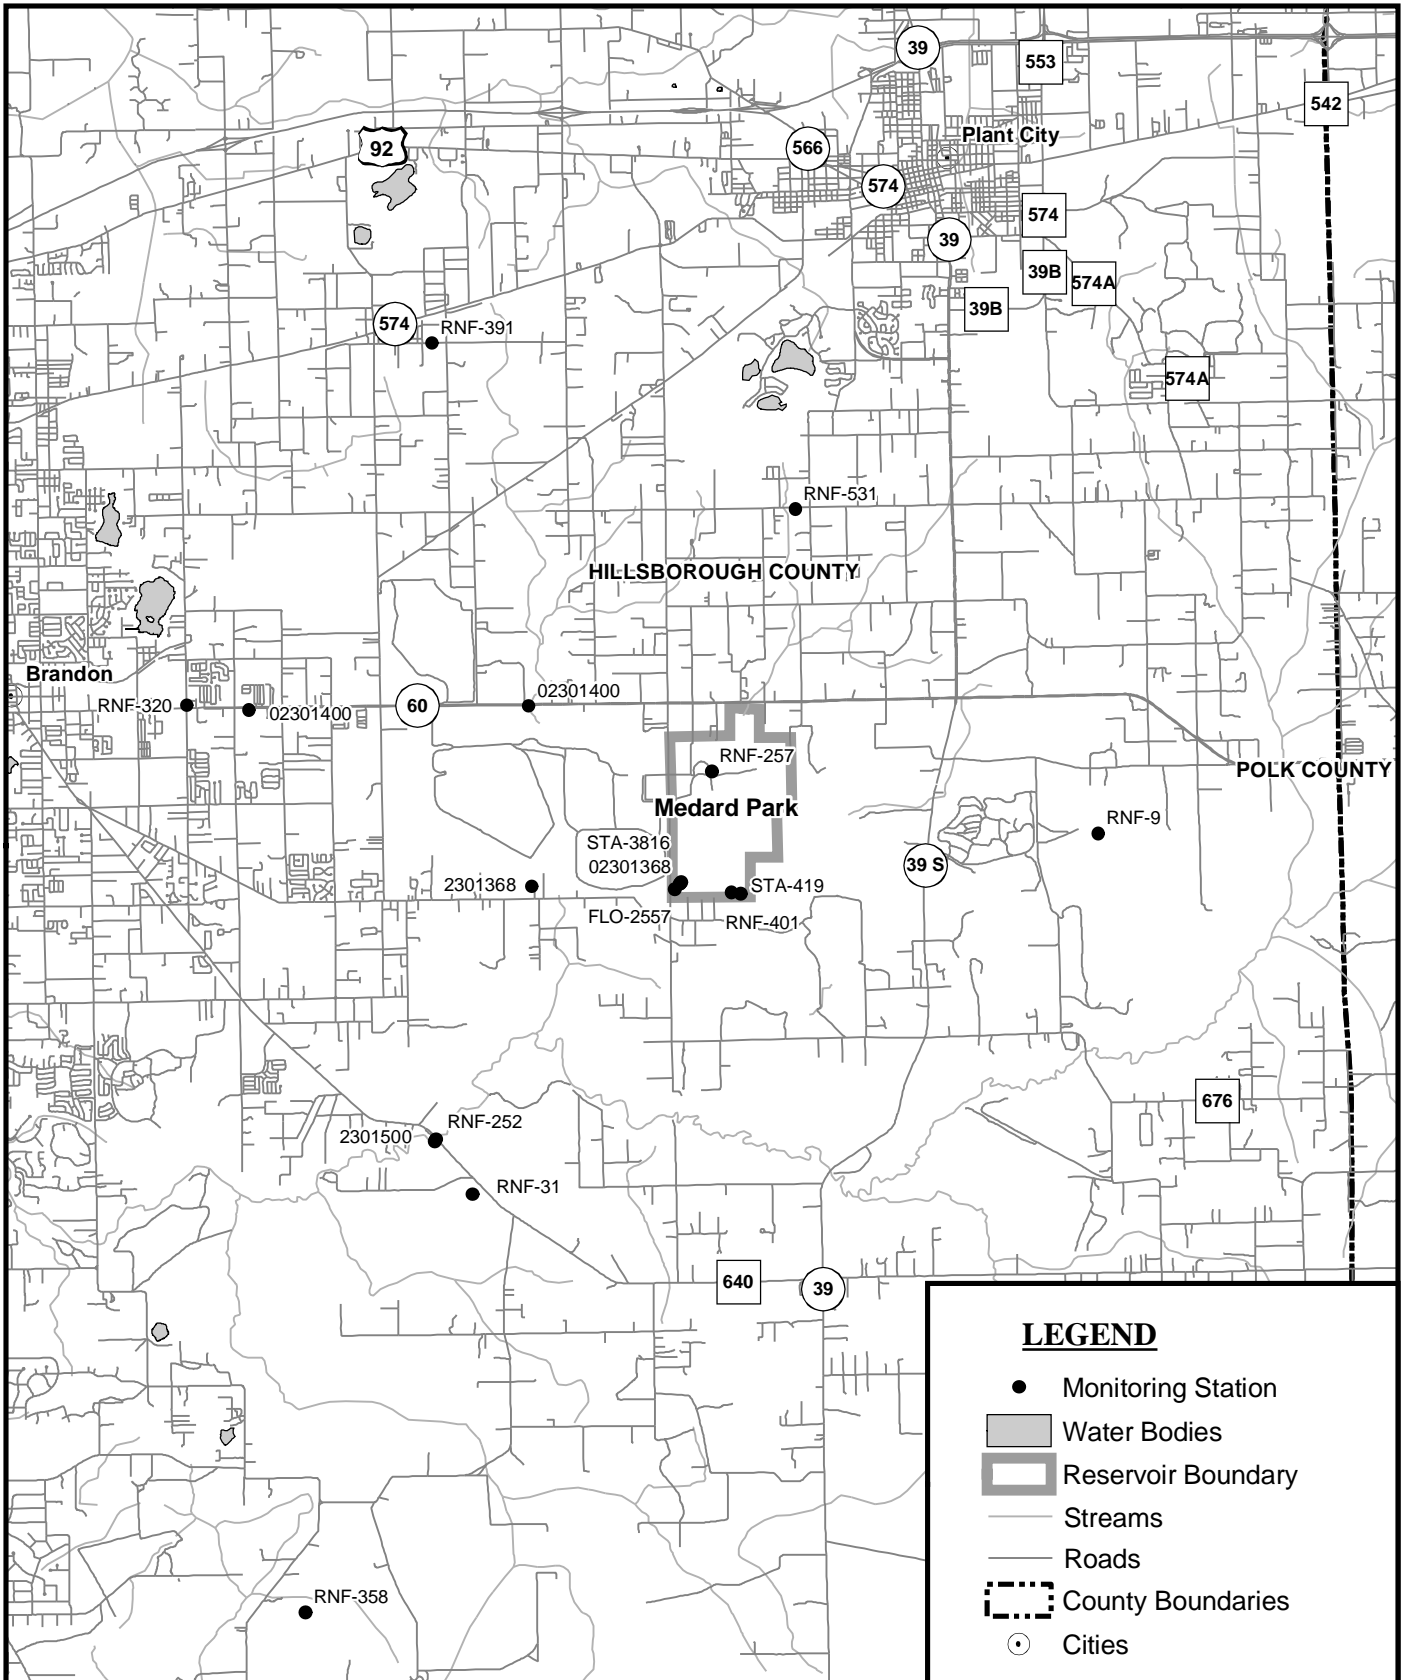 39
553
542
92
566
Plant City
574
574
39
39B
574A
39B
574
RNF-391
574A
RNF-531
HILLSBOROUGH COUNTY
Brandon
RNF-320
02301400
60
02301400
RNF-257
POLK COUNTY
Medard Park
RNF-9
STA-3816
02301368
39 S
2301368
STA-419
FLO-2557
RNF-401
676
RNF-252
2301500
RNF-31
640
39
LEGEND
Monitoring Station
Water Bodies
Reservoir Boundary
Streams
Roads
County Boundaries
Cities
RNF-358